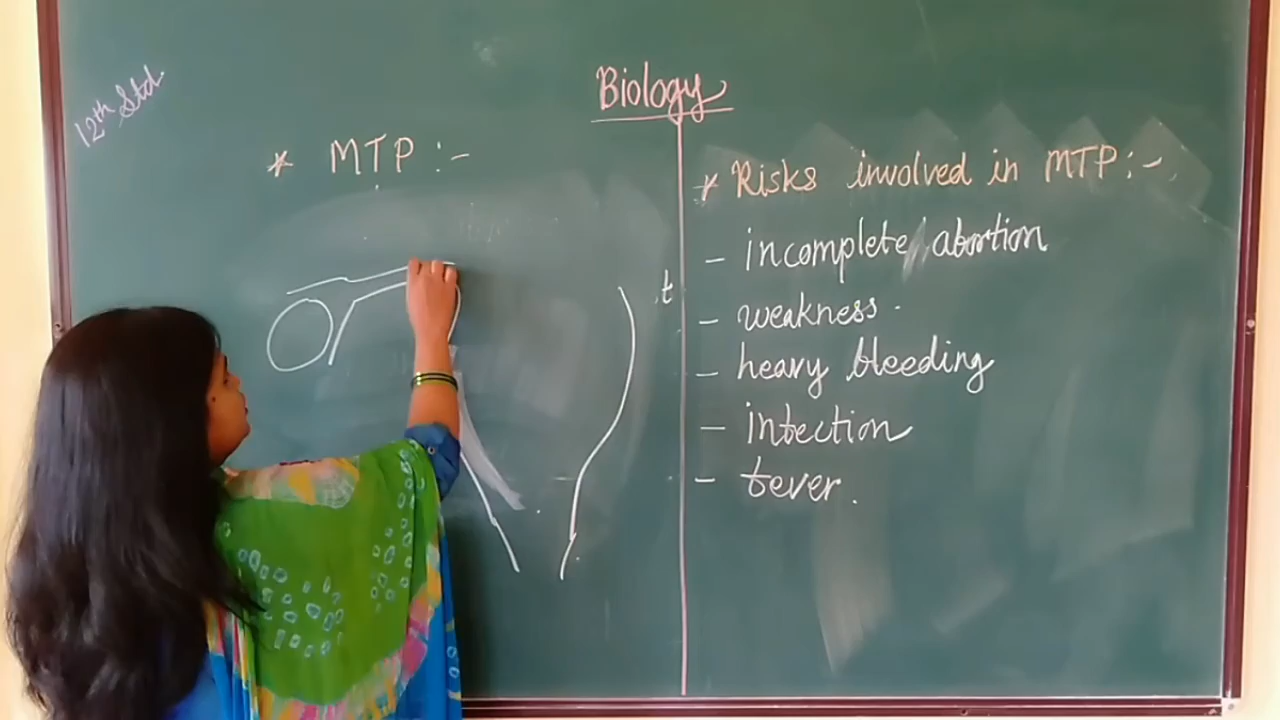 12th Std.
Biology
* MTP :-
t
* Risks involved in MTP :-
- incomplete abortion
- weakness.
- heavy bleeding
- infection
- fever.